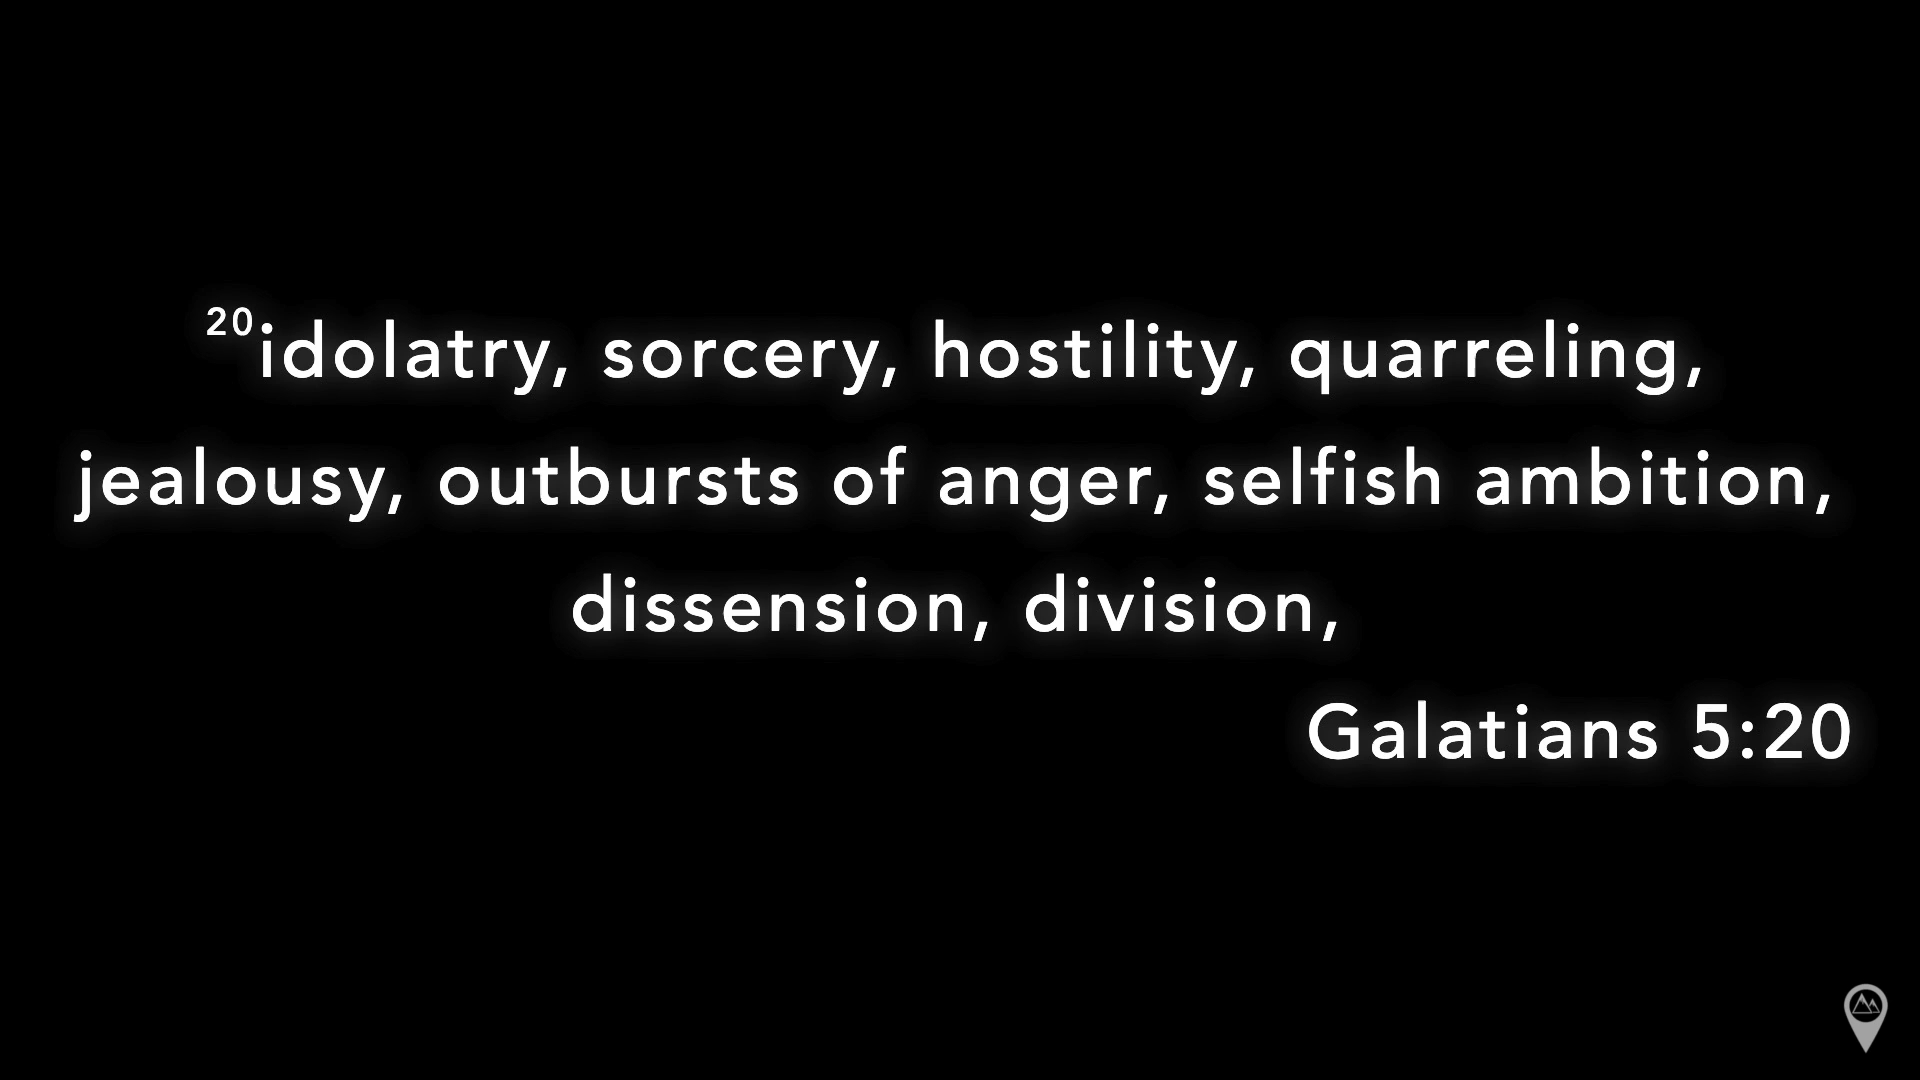 20idolatry, sorcery, hostility, quarreling,
jealousy, outbursts of anger, selfish ambition,
dissension, division,
Galatians 5:20